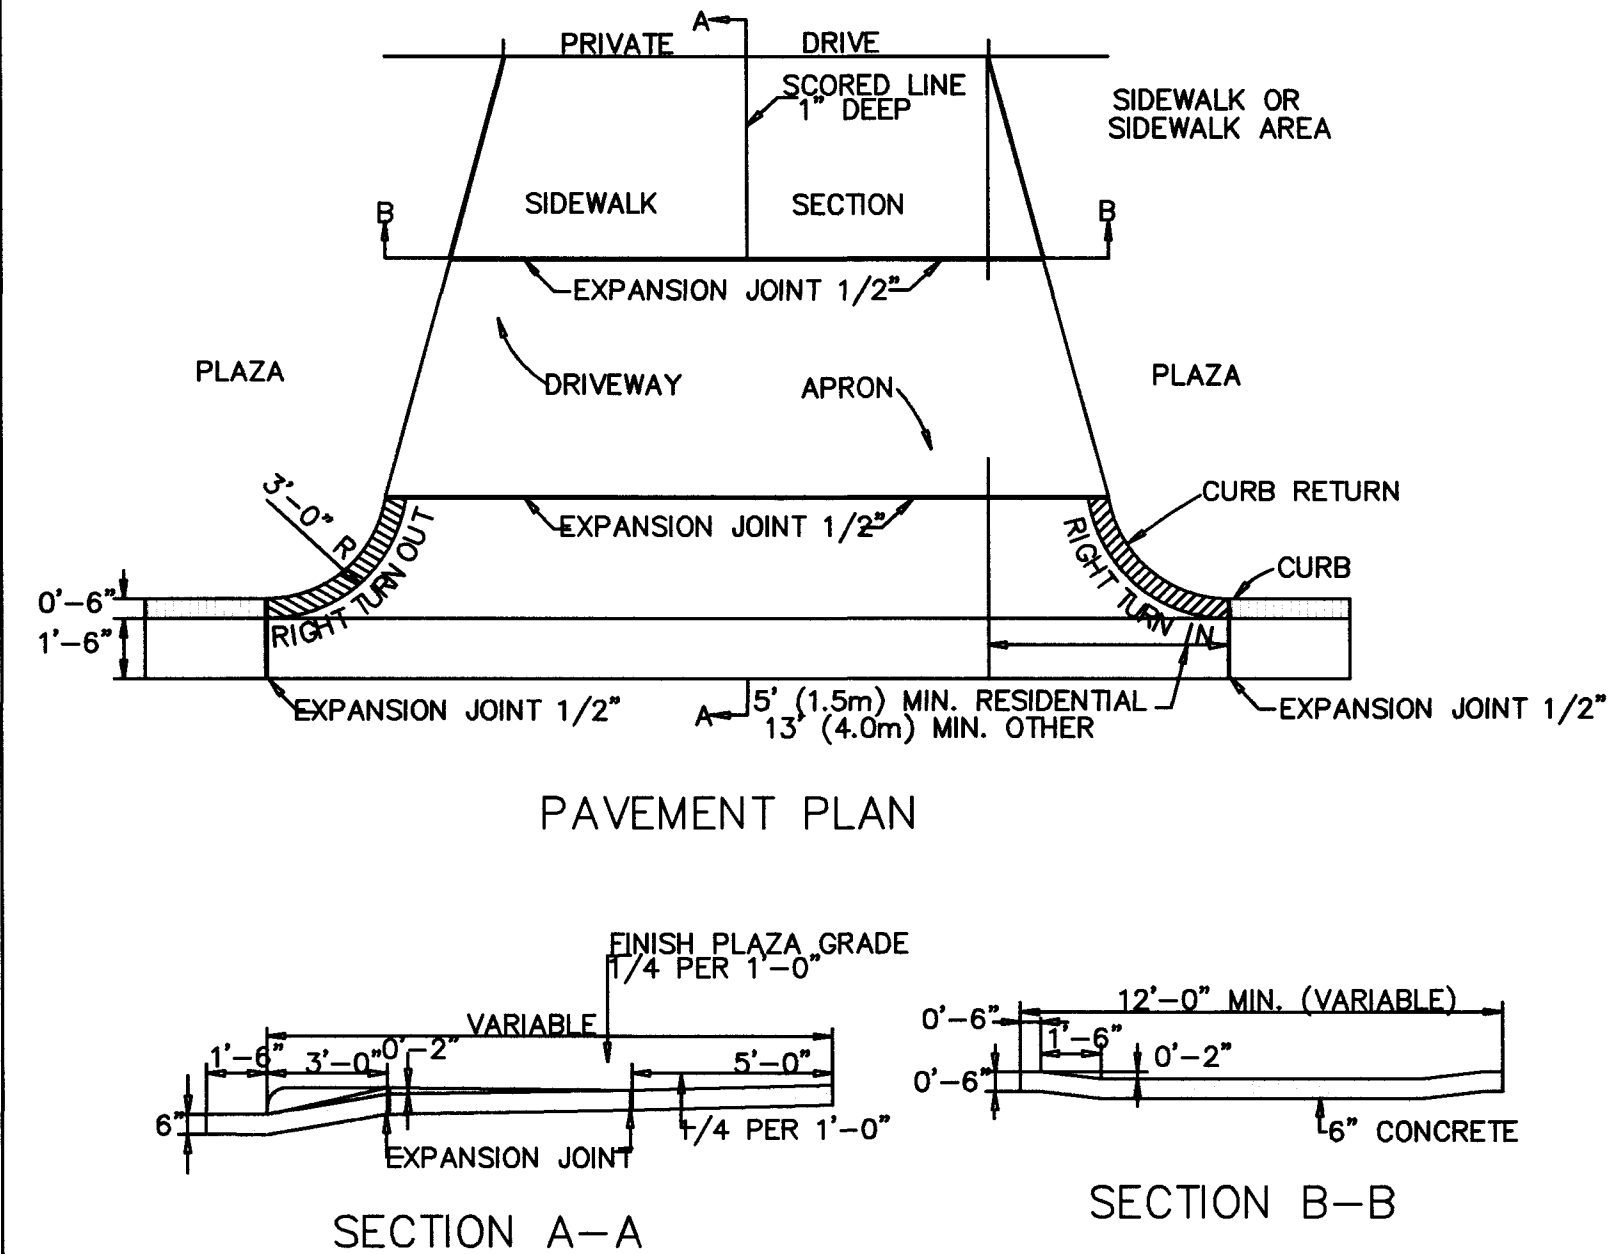 A
PRIVATE DRIVE
SCORED LINE
1" DEEP
SIDEWALK OR
SIDEWALK AREA
SIDEWALK SECTION
B
B
EXPANSION JOINT 1/2"
PLAZA
DRIVEWAY
APRON
PLAZA
3'-0" R
RIGHT TURN OUT
EXPANSION JOINT 1/2"
RIGHT TURN IN
CURB RETURN
CURB
0'-6"
1'-6"
EXPANSION JOINT 1/2"
A
5' (1.5m) MIN. RESIDENTIAL
13' (4.0m) MIN. OTHER
EXPANSION JOINT 1/2"
PAVEMENT PLAN
FINISH PLAZA GRADE
1/4 PER 1'-0"
VARIABLE
1'-6"
3'-0"
0'-2"
5'-0"
6"
1/4 PER 1'-0"
EXPANSION JOINT
SECTION A-A
12'-0" MIN. (VARIABLE)
0'-6"
1'-6"
0'-2"
0'-6"
6" CONCRETE
SECTION B-B